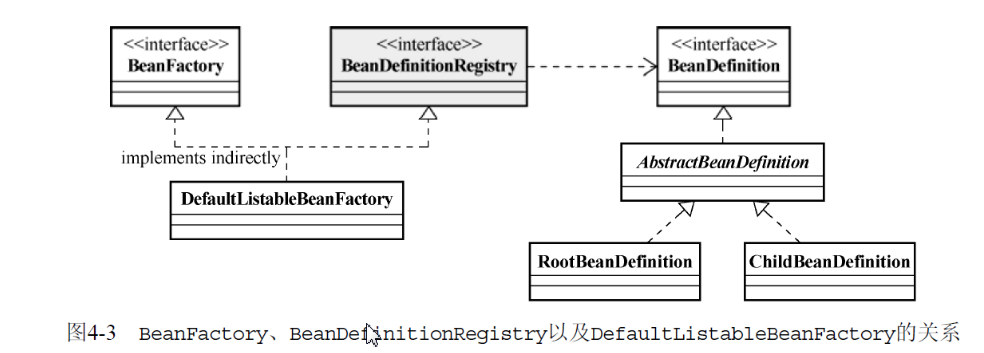 <<interface>>
BeanFactory
<<interface>>
BeanDefinitionRegistry
<<interface>>
BeanDefinition
implements indirectly
DefaultListableBeanFactory
AbstractBeanDefinition
RootBeanDefinition
ChildBeanDefinition
图4-3 BeanFactory、BeanDefinitionRegistry以及DefaultListableBeanFactory的关系